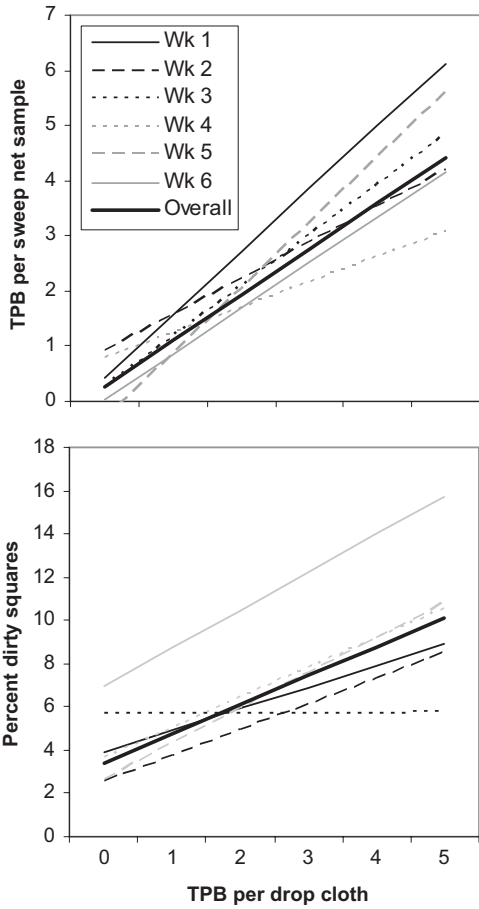 7
6
5
4
3
2
1
0
TPB per sweep net sample
Wk 1
Wk 2
Wk 3
Wk 4
Wk 5
Wk 6
Overall
18
16
14
12
10
8
6
4
2
0
Percent dirty squares
0 1 2 3 4 5
TPB per drop cloth